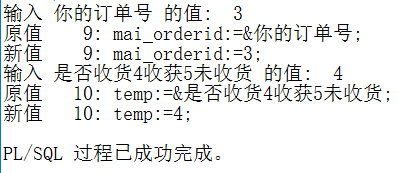 输入 你的订单号 的值:  3
原值    9: mai_orderid:=&你的订单号;
新值    9: mai_orderid:=3;
输入 是否收货4收获5未收货 的值:  4
原值   10: temp:=&是否收货4收获5未收货;
新值   10: temp:=4;
PL/SQL 过程已成功完成。